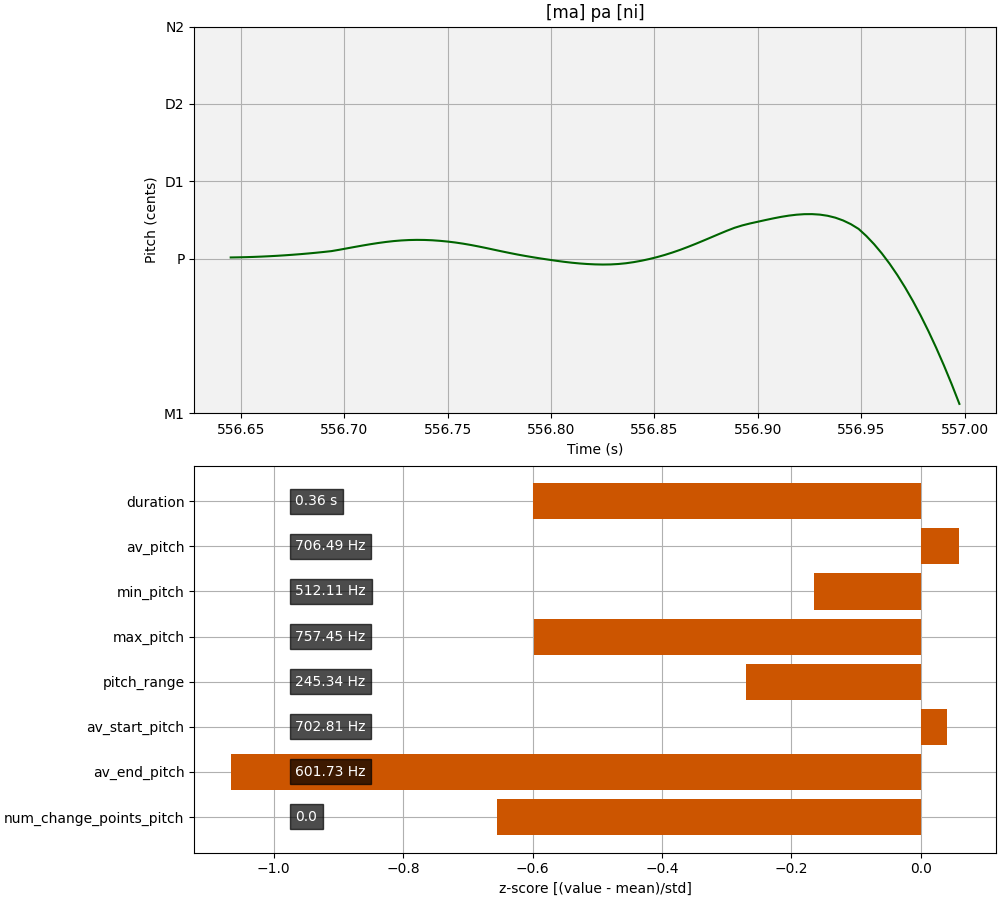 [ma] pa [ni]
N2
D2
D1
P
M1
Pitch (cents)
556.65 556.70 556.75 556.80 556.85 556.90 556.95 557.00
Time (s)
duration 0.36 s
av_pitch 706.49 Hz
min_pitch 512.11 Hz
max_pitch 757.45 Hz
pitch_range 245.34 Hz
av_start_pitch 702.81 Hz
av_end_pitch 601.73 Hz
num_change_points_pitch 0.0
−1.0 −0.8 −0.6 −0.4 −0.2 0.0
z-score [(value - mean)/std]